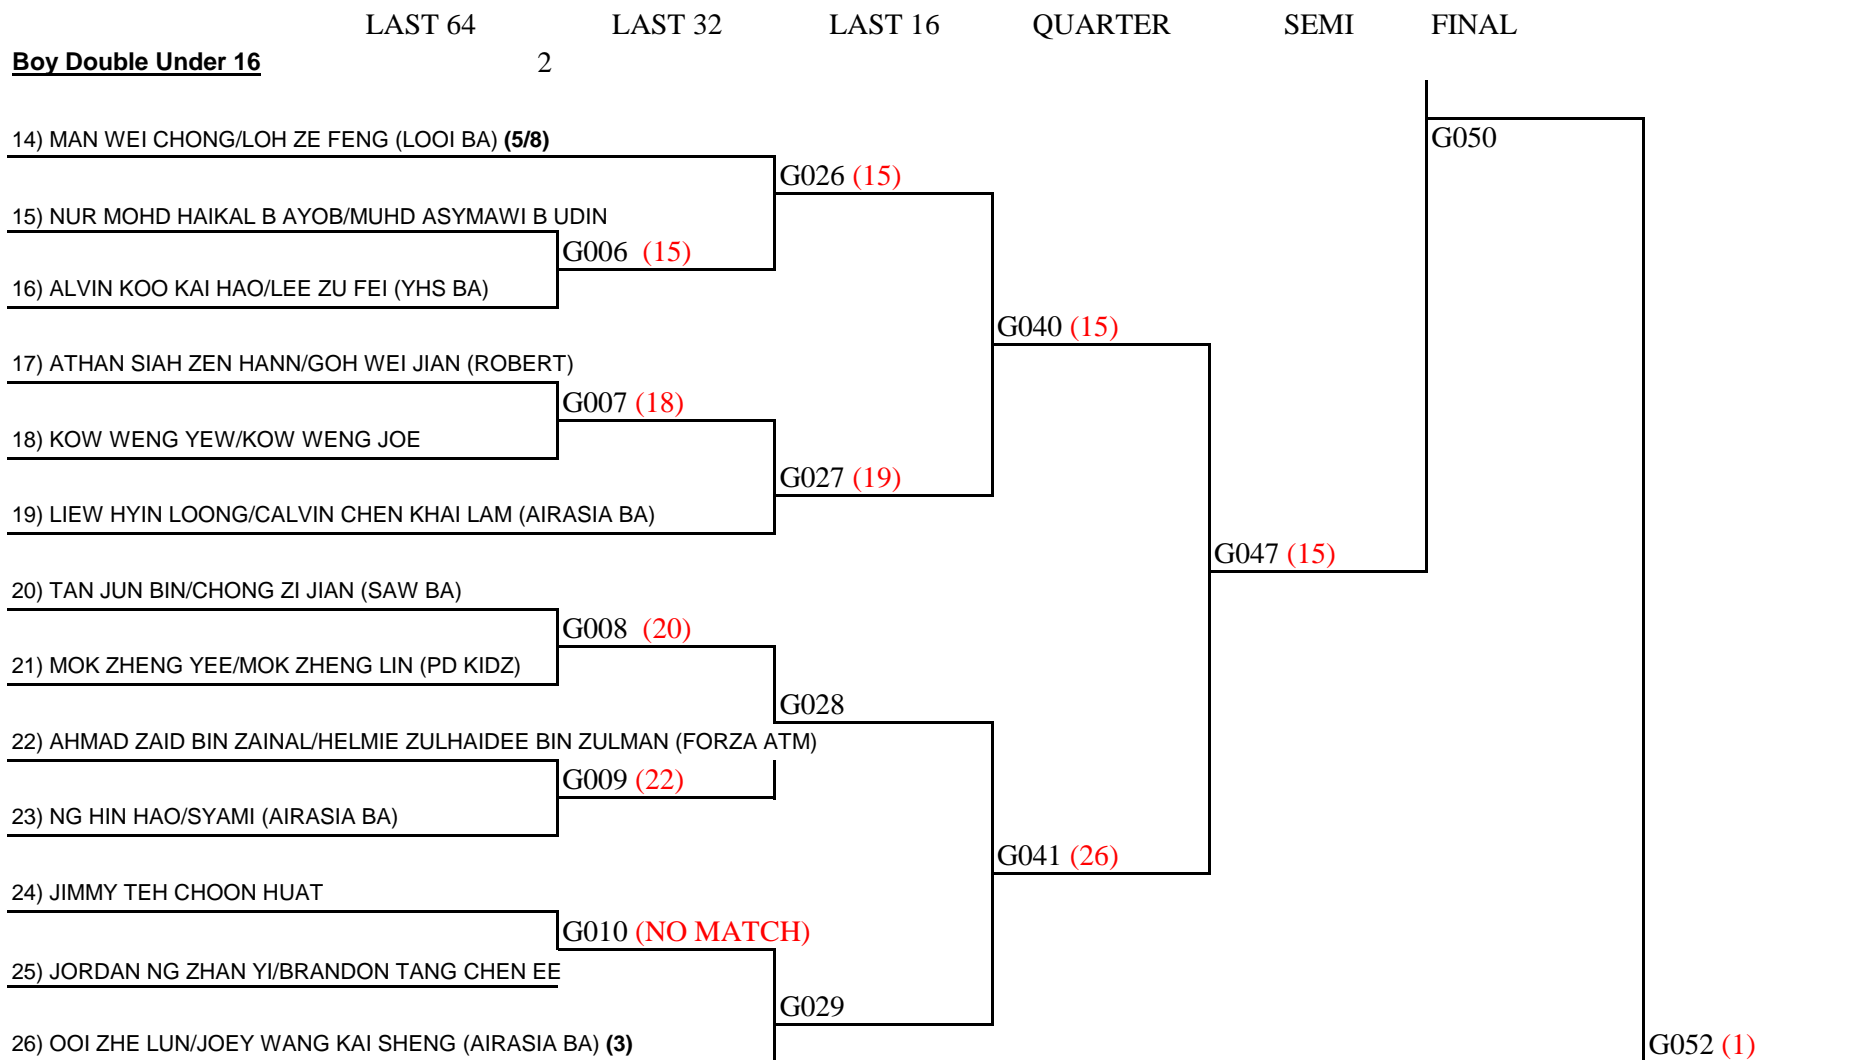 LAST 64 LAST 32 LAST 16 QUARTER SEMI FINAL
Boy Double Under 16 2
14) MAN WEI CHONG/LOH ZE FENG (LOOI BA) (5/8)
G050
G026 (15)
15) NUR MOHD HAIKAL B AYOB/MUHD ASYMAWI B UDIN
G006 (15)
16) ALVIN KOO KAI HAO/LEE ZU FEI (YHS BA)
G040 (15)
17) ATHAN SIAH ZEN HANN/GOH WEI JIAN (ROBERT)
G007 (18)
18) KOW WENG YEW/KOW WENG JOE
G027 (19)
19) LIEW HYIN LOONG/CALVIN CHEN KHAI LAM (AIRASIA BA)
G047 (15)
20) TAN JUN BIN/CHONG ZI JIAN (SAW BA)
G008 (20)
21) MOK ZHENG YEE/MOK ZHENG LIN (PD KIDZ)
G028
22) AHMAD ZAID BIN ZAINAL/HELMIE ZULHAIDEE BIN ZULMAN (FORZA ATM)
G009 (22)
23) NG HIN HAO/SYAMI (AIRASIA BA)
G041 (26)
24) JIMMY TEH CHOON HUAT
G010 (NO MATCH)
25) JORDAN NG ZHAN YI/BRANDON TANG CHEN EE
G029
26) OOI ZHE LUN/JOEY WANG KAI SHENG (AIRASIA BA) (3)
G052 (1)